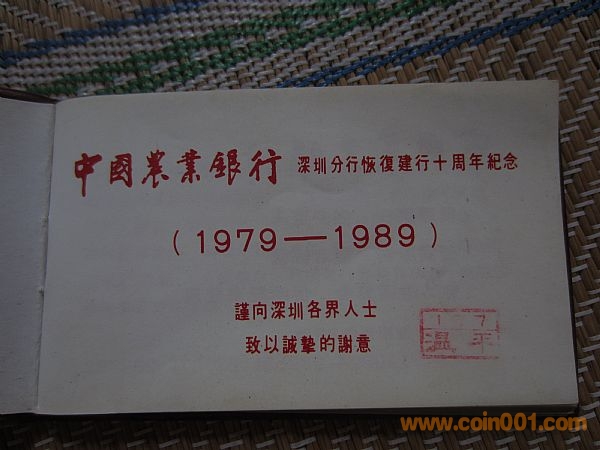 中國農業銀行 深圳分行恢復建行十周年紀念
（1979—1989）
謹向深圳各界人士
致以誠摯的謝意
www.coin001.com